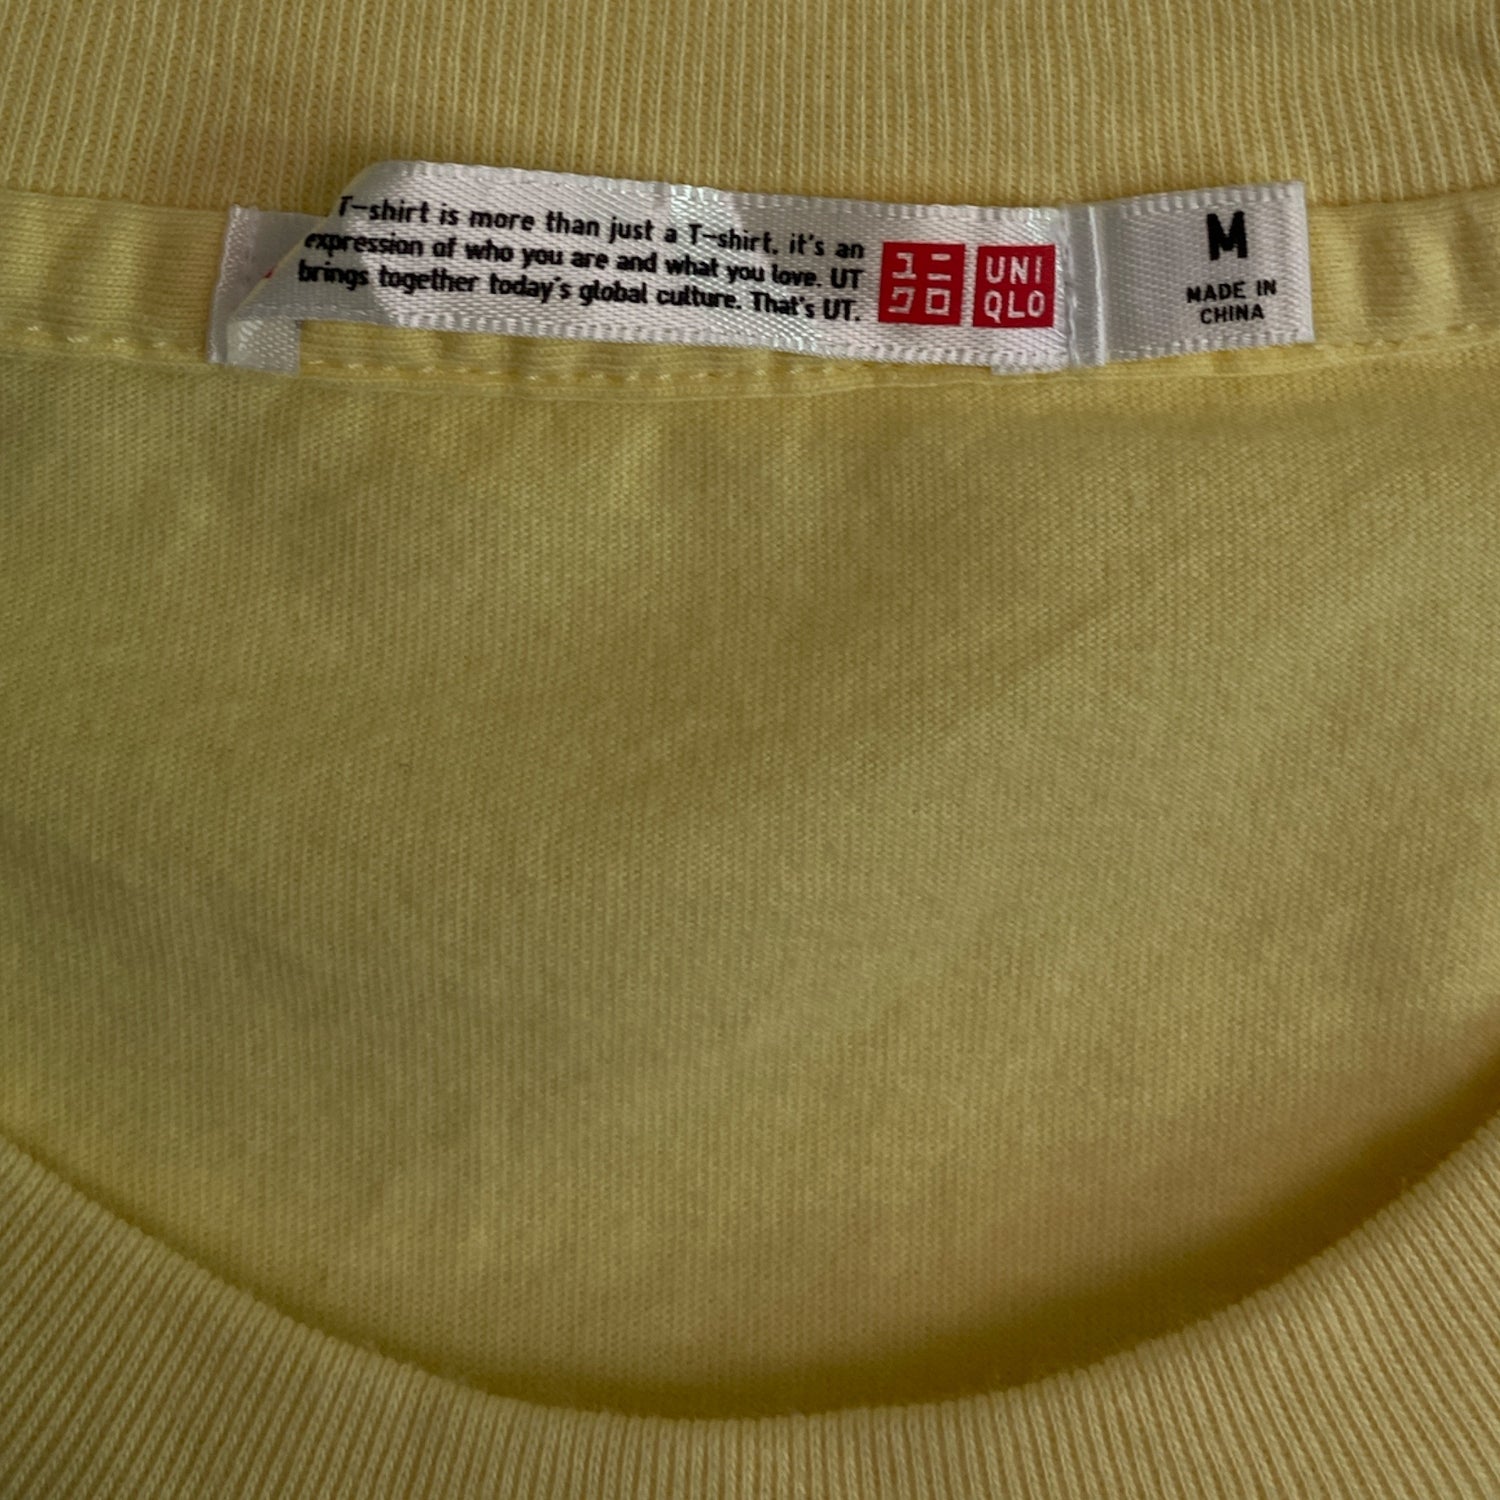 T-shirt is more than just a T-shirt, it's an
expression of who you are and what you love. UT
brings together today's global culture. That's UT.
ユニ
クロ
UNI
QLO
M
MADE IN
CHINA